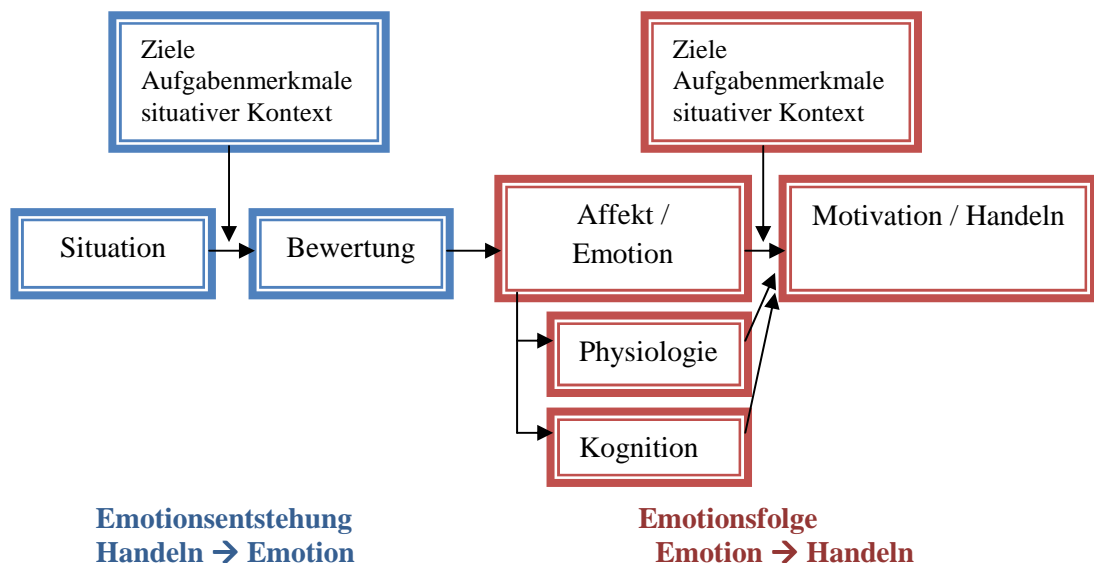 Ziele
Aufgabenmerkmale
situativer Kontext
Ziele
Aufgabenmerkmale
situativer Kontext
Situation
Bewertung
Affekt /
Emotion
Motivation / Handeln
Physiologie
Kognition
Emotionsentstehung
Handeln → Emotion
Emotionsfolge
Emotion → Handeln